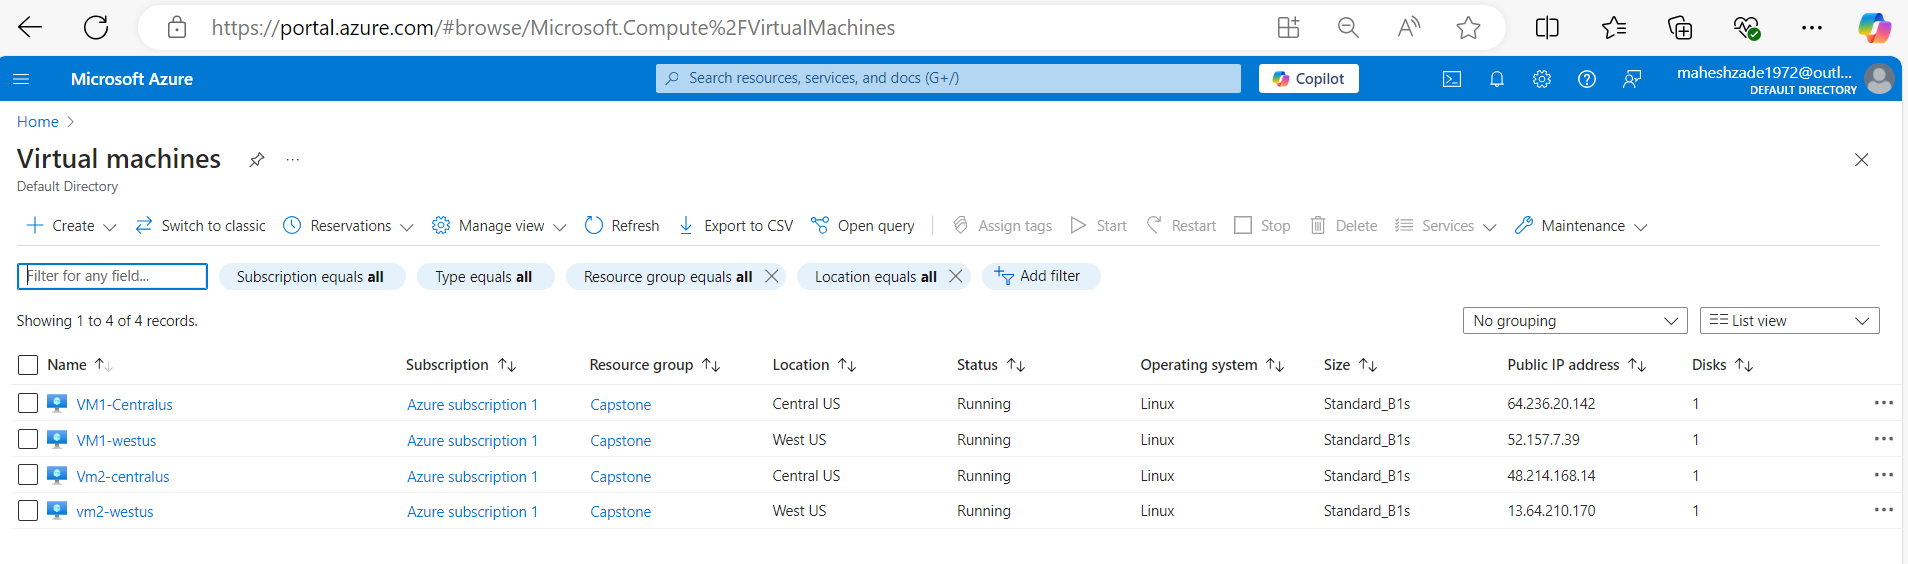 https://portal.azure.com/#browse/Microsoft.Compute%2FVirtualMachines
Microsoft Azure
Search resources, services, and docs (G+/)
Copilot
maheshzade1972@outl...
DEFAULT DIRECTORY
Home
Virtual machines
Default Directory
Create Switch to classic Reservations Manage view Refresh Export to CSV Open query Assign tags Start Restart Stop Delete Services Maintenance
Filter for any field... Subscription equals all Type equals all Resource group equals all Location equals all Add filter
Showing 1 to 4 of 4 records. No grouping List view
Name Subscription Resource group Location Status Operating system Size Public IP address Disks
VM1-Centralus Azure subscription 1 Capstone Central US Running Linux Standard_B1s 64.236.20.142 1
VM1-westus Azure subscription 1 Capstone West US Running Linux Standard_B1s 52.157.7.39 1
Vm2-centralus Azure subscription 1 Capstone Central US Running Linux Standard_B1s 48.214.168.14 1
vm2-westus Azure subscription 1 Capstone West US Running Linux Standard_B1s 13.64.210.170 1